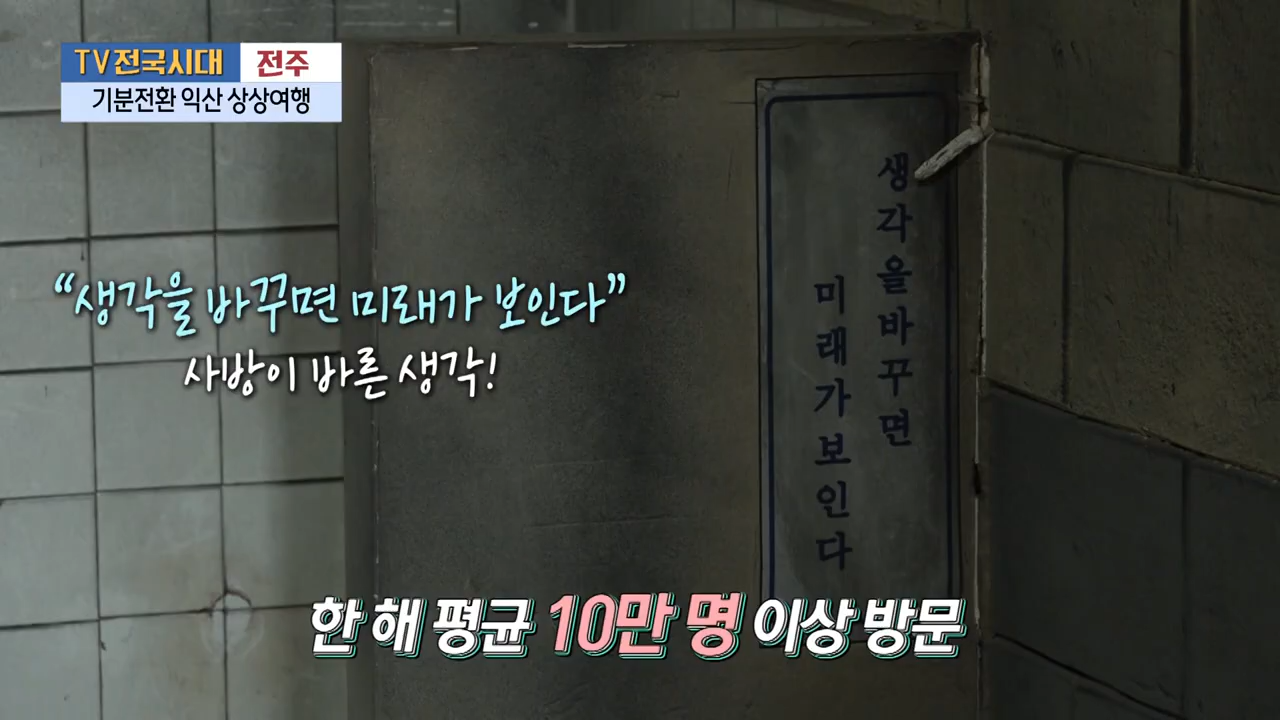 TV전국시대 전주
기분전환 익산 상상여행
"생각을 바꾸면 미래가 보인다"
사방이 바른 생각!
생각을바꾸면
미래가보인다
한 해 평균 10만 명 이상 방문